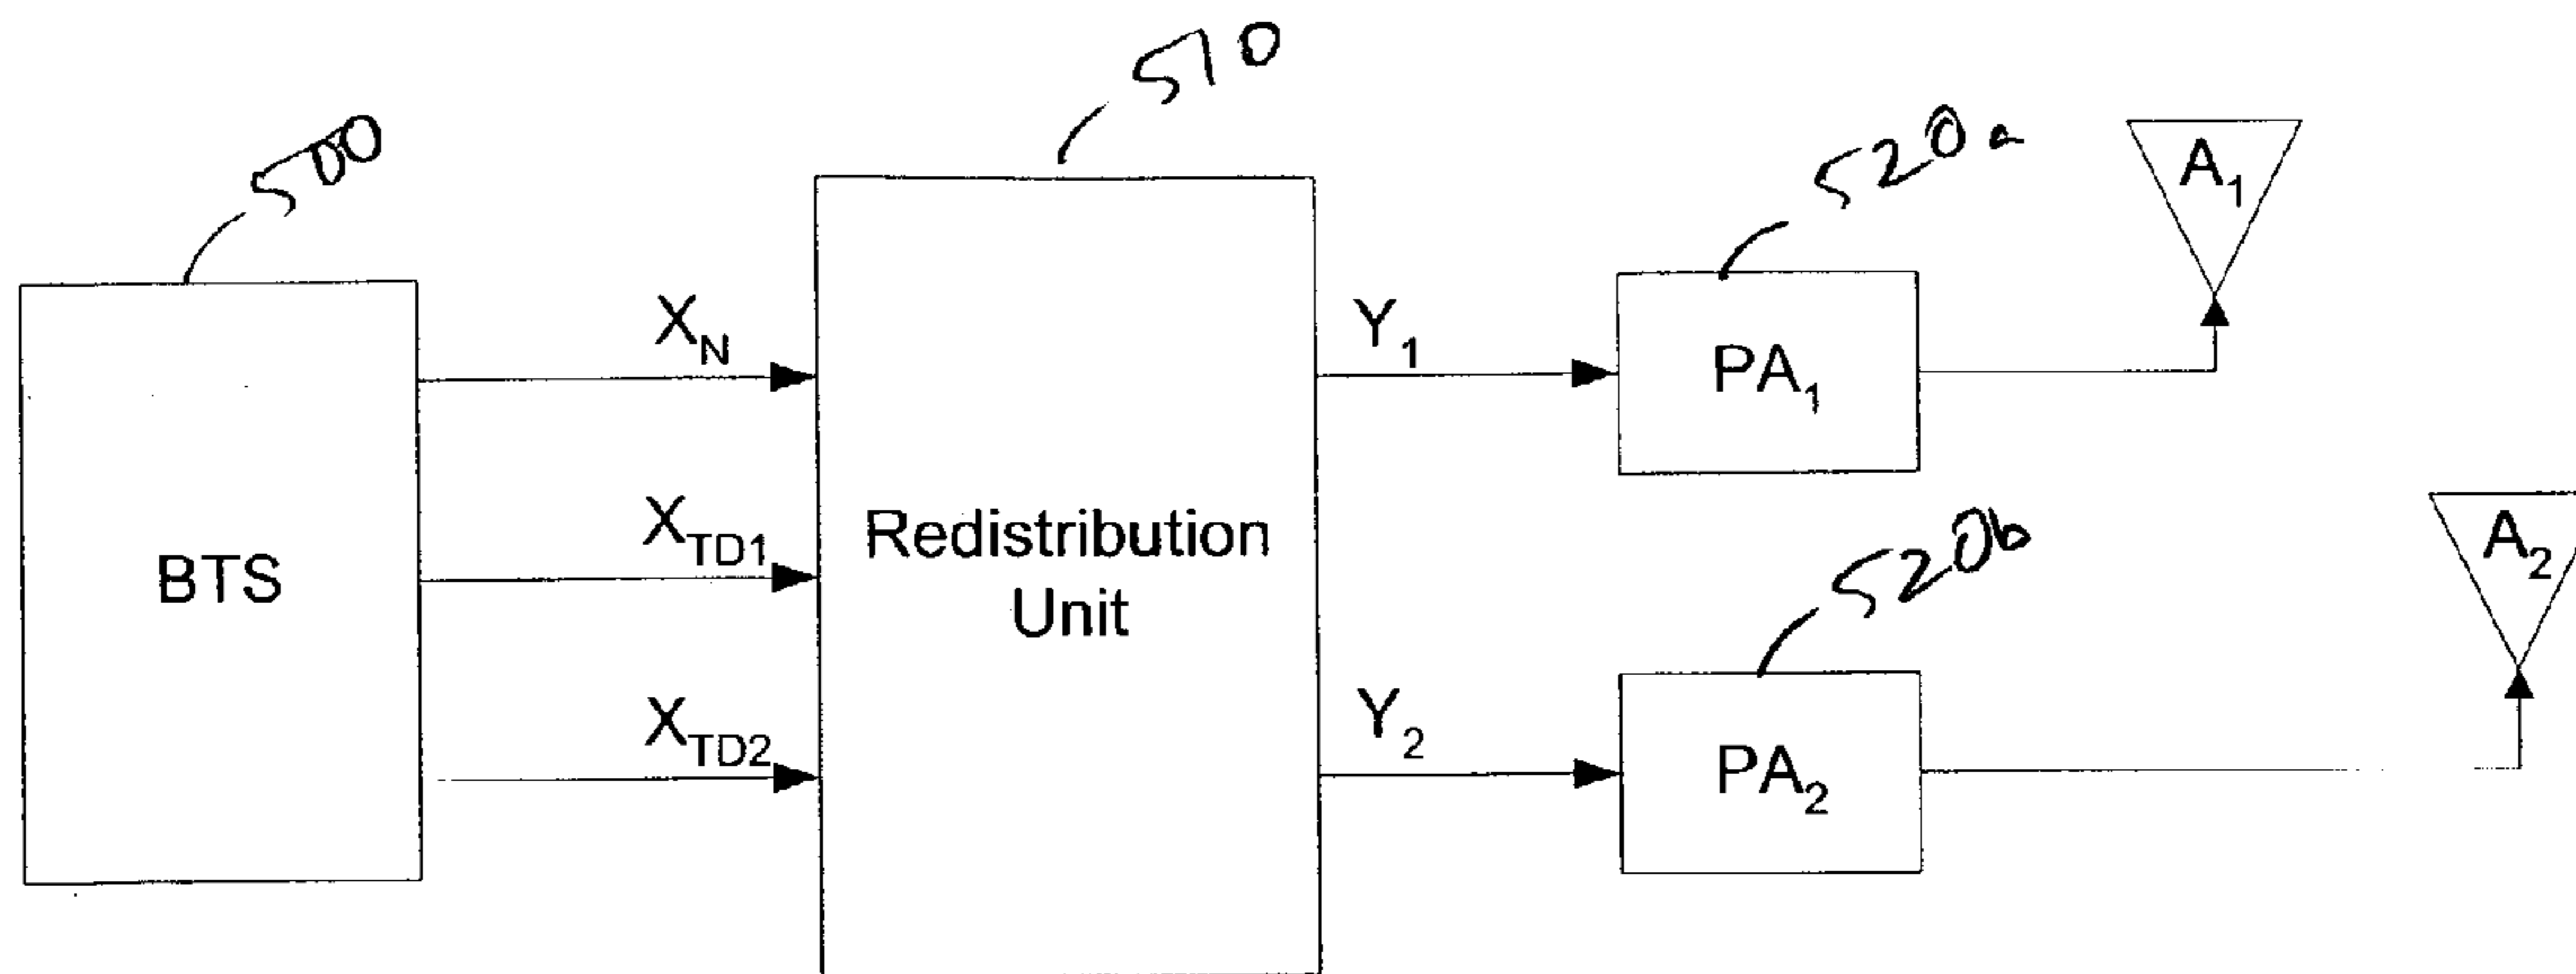 510
500
520a
A1
XN
Y1
PA1
XTD1
Redistribution
Unit
520b
A2
BTS
XTD2
Y2
PA2